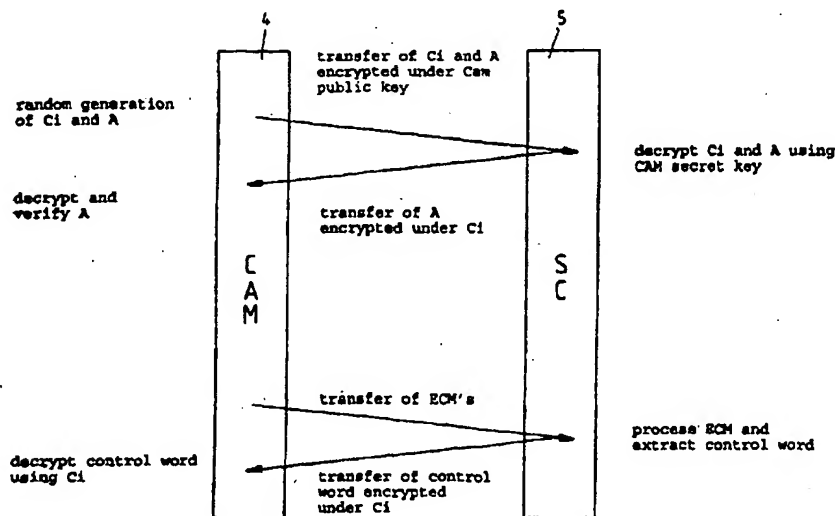 4
5
transfer of Ci and A
encrypted under Cam
public key
random generation
of Ci and A
decrypt Ci and A using
CAM secret key
decrypt and
verify A
transfer of A
encrypted under Ci
C
A
M
S
C
transfer of ECM's
process ECM and
extract control word
decrypt control word
using Ci
transfer of control
word encrypted
under Ci